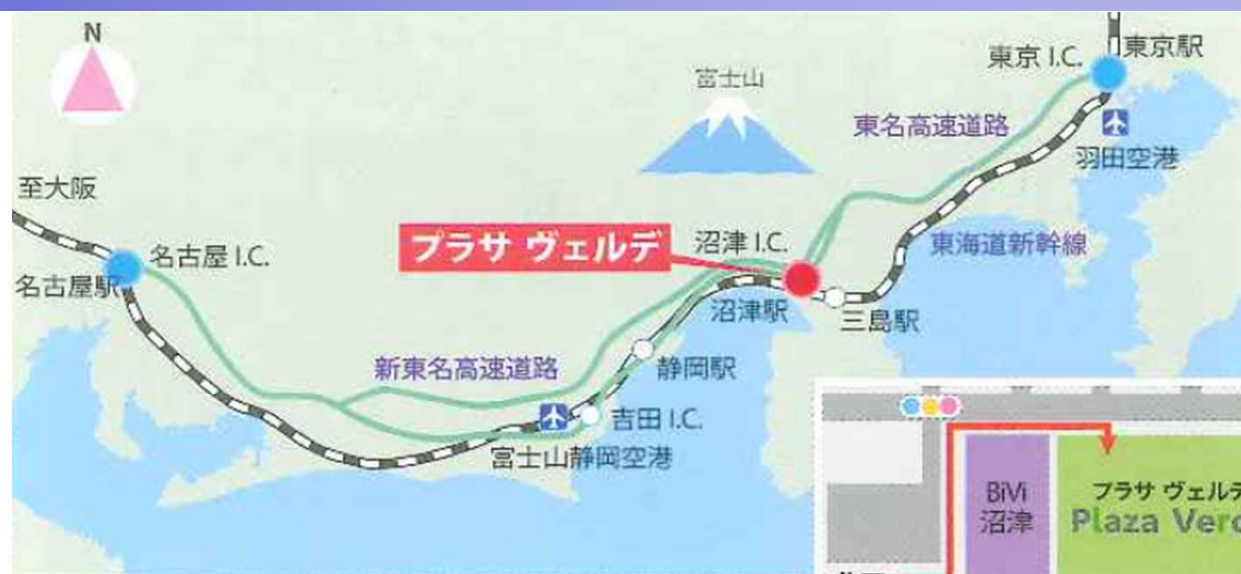 N
東京 I.C.
東京駅
富士山
東名高速道路
羽田空港
至大阪
名古屋 I.C.
名古屋駅
プラサ ヴェルデ
沼津 I.C.
東海道新幹線
沼津駅
三島駅
新東名高速道路
静岡駅
吉田 I.C.
富士山静岡空港
BiVi
沼津
プラサ ヴェルデ
Plaza Verd